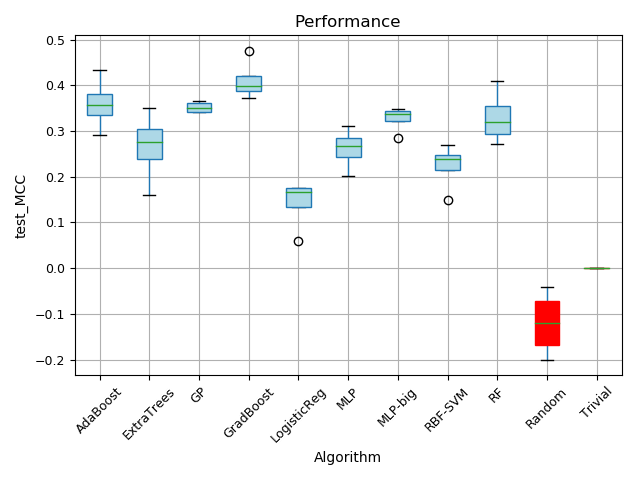 Performance
0.5
0.4
0.3
0.2
0.1
0.0
−0.1
−0.2
test_MCC
AdaBoost
ExtraTrees
GP
GradBoost
LogisticReg
MLP
MLP-big
RBF-SVM
RF
Random
Trivial
Algorithm